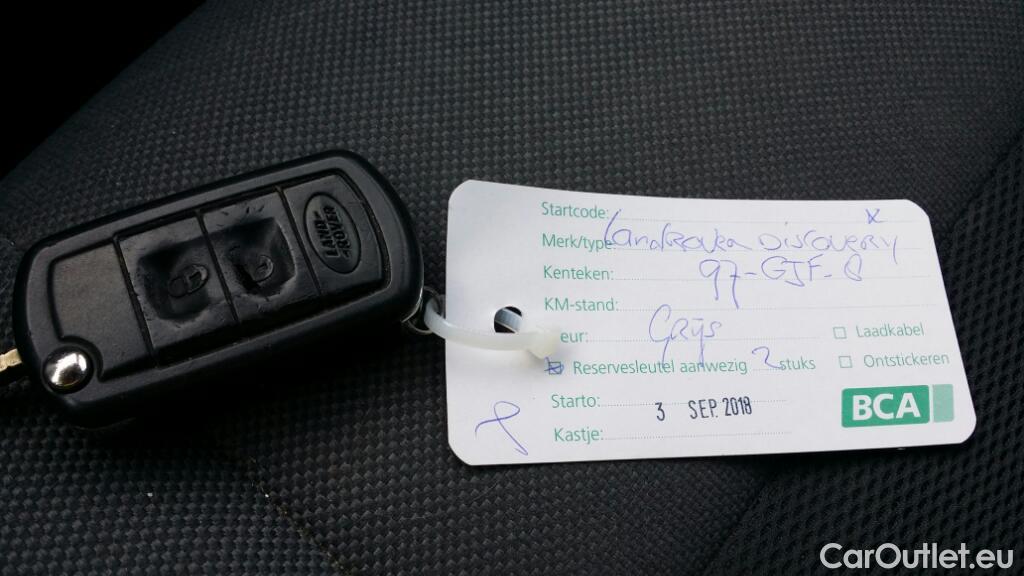 LAND
ROVER
Startcode: x
Merk/type Landrover Discovery
Kenteken: 97-GJF-8
KM-stand:
eur: Grijs
Laadkabel
Reservesleutel aanwezig 2 stuks
Ontstickeren
Starto: 3 SEP. 2018
Kastje:
BCA
CarOutlet.eu